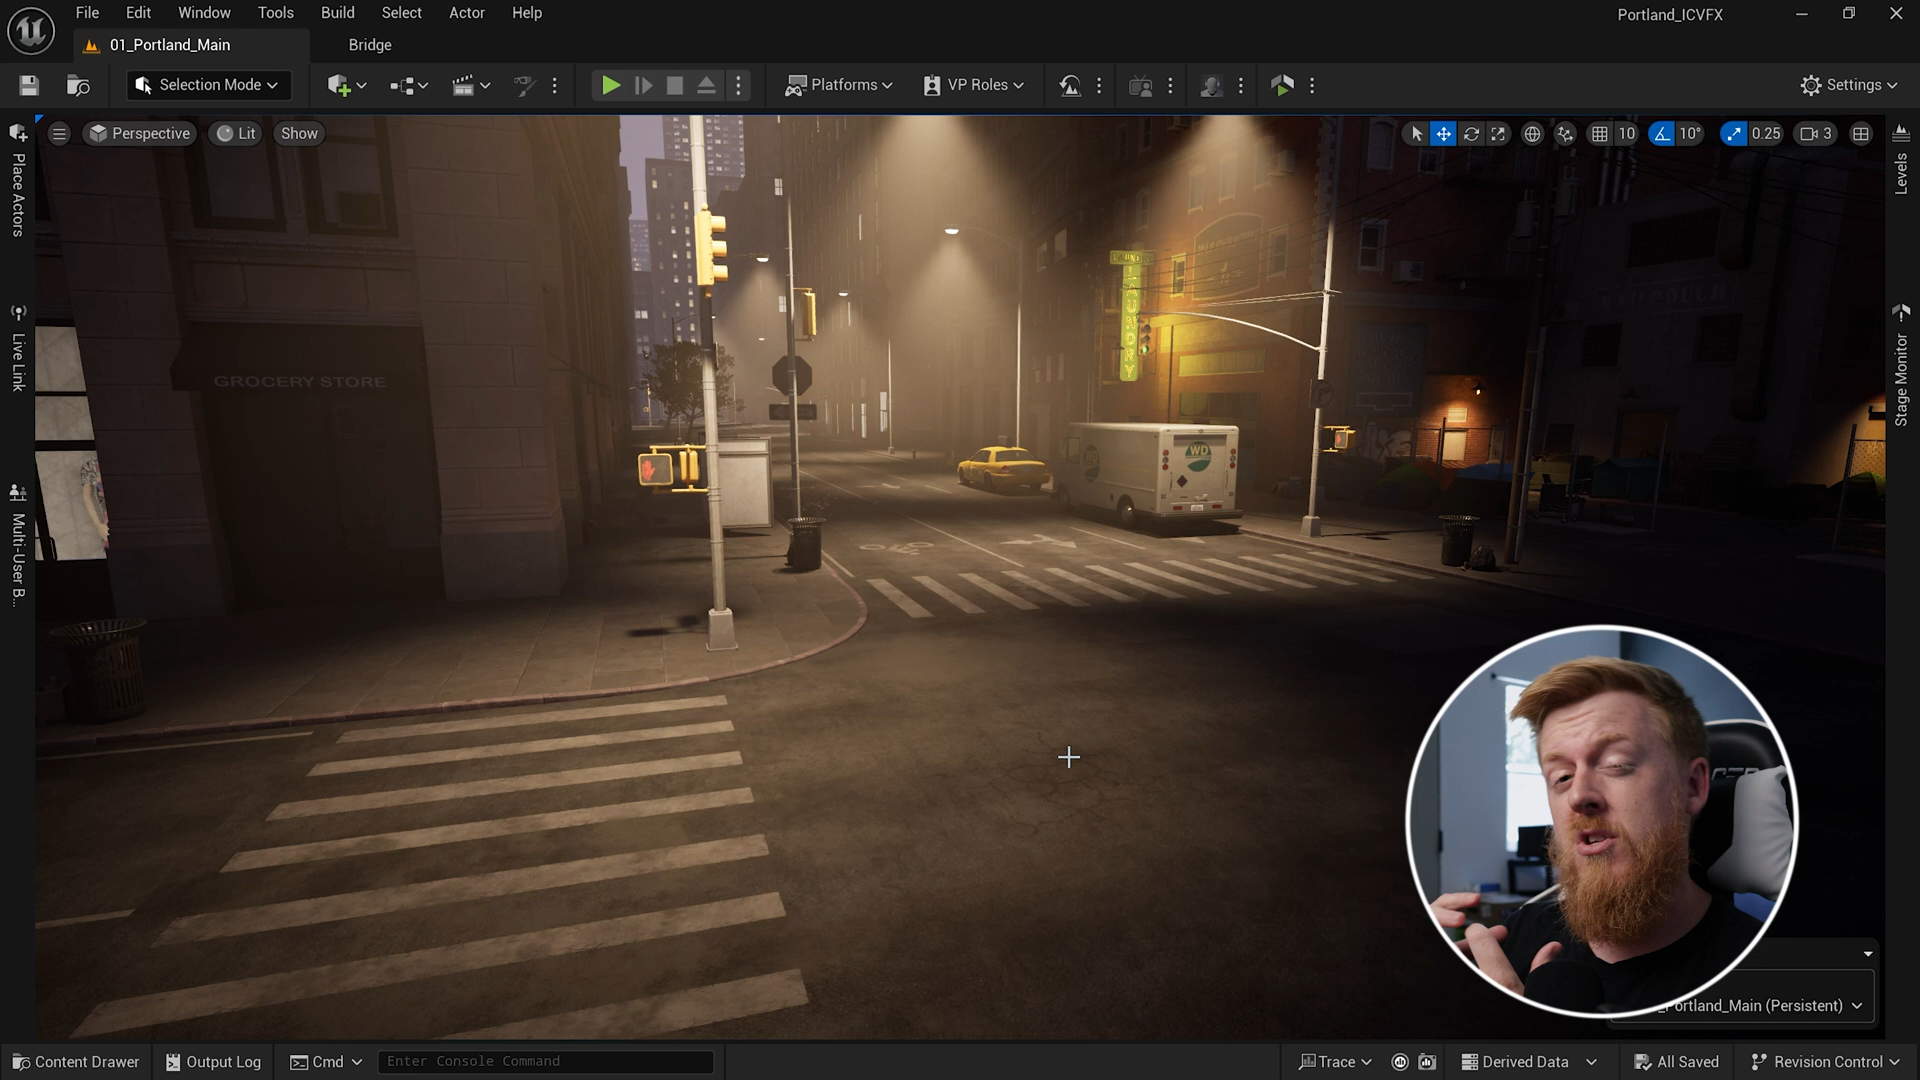 File Edit Window Tools Build Select Actor Help
Portland_ICVFX
01_Portland_Main
Bridge
Selection Mode
Platforms
VP Roles
Settings
Perspective
Lit
Show
10
10°
0.25
3
Place Actors
Live Link
Multi-User B...
Levels
Stage Monitor
GROCERY STORE
LAUNDRY
WD
ortland_Main (Persistent)
Content Drawer
Output Log
Cmd
Enter Console Command
Trace
Derived Data
All Saved
Revision Control